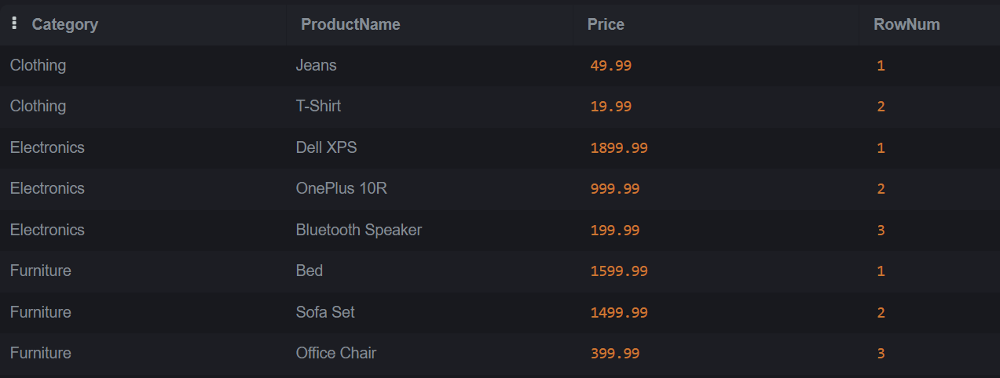 Category ProductName Price RowNum
Clothing Jeans 49.99 1
Clothing T-Shirt 19.99 2
Electronics Dell XPS 1899.99 1
Electronics OnePlus 10R 999.99 2
Electronics Bluetooth Speaker 199.99 3
Furniture Bed 1599.99 1
Furniture Sofa Set 1499.99 2
Furniture Office Chair 399.99 3